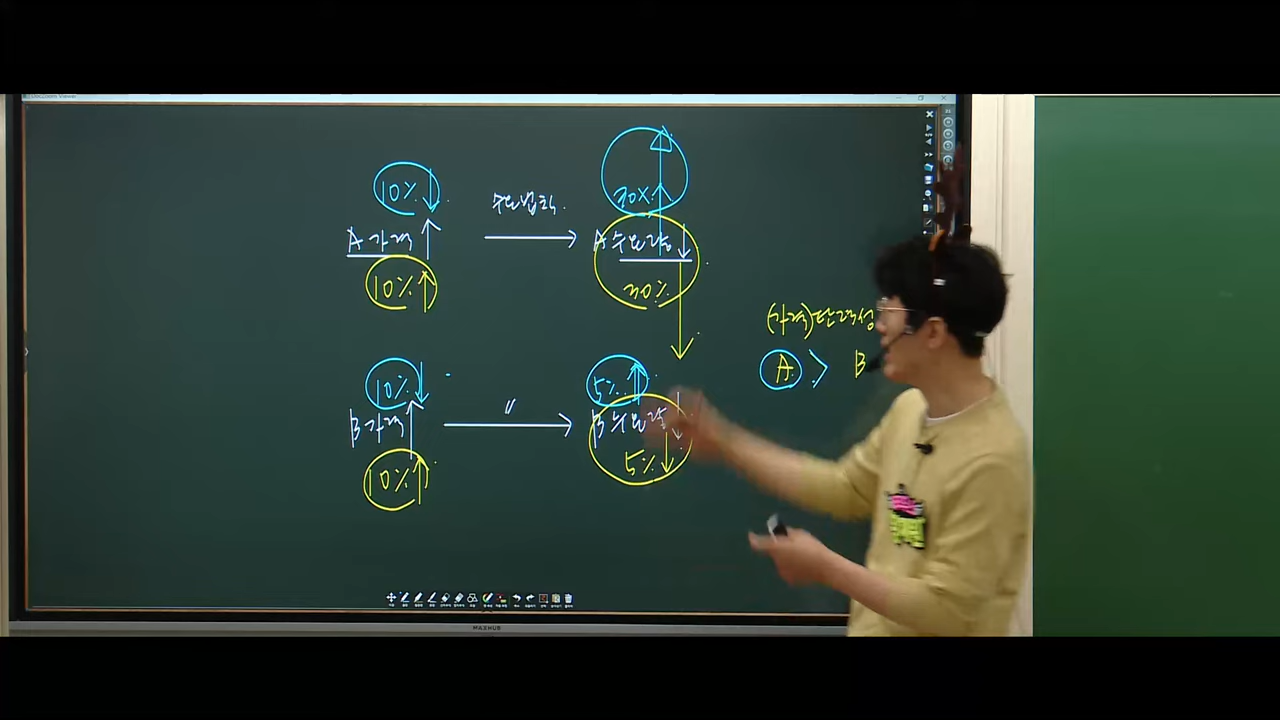 10% ↓
수요법칙.
30% ↑
A 가격 ↑
A 수요량 ↓
10% ↑
30%
(가격)탄력성
A > B
10% ↓
5% ↑
B 가격 ↑
〃
B 수요량 ↓
10% ↑
5% ↓
MAXHUB